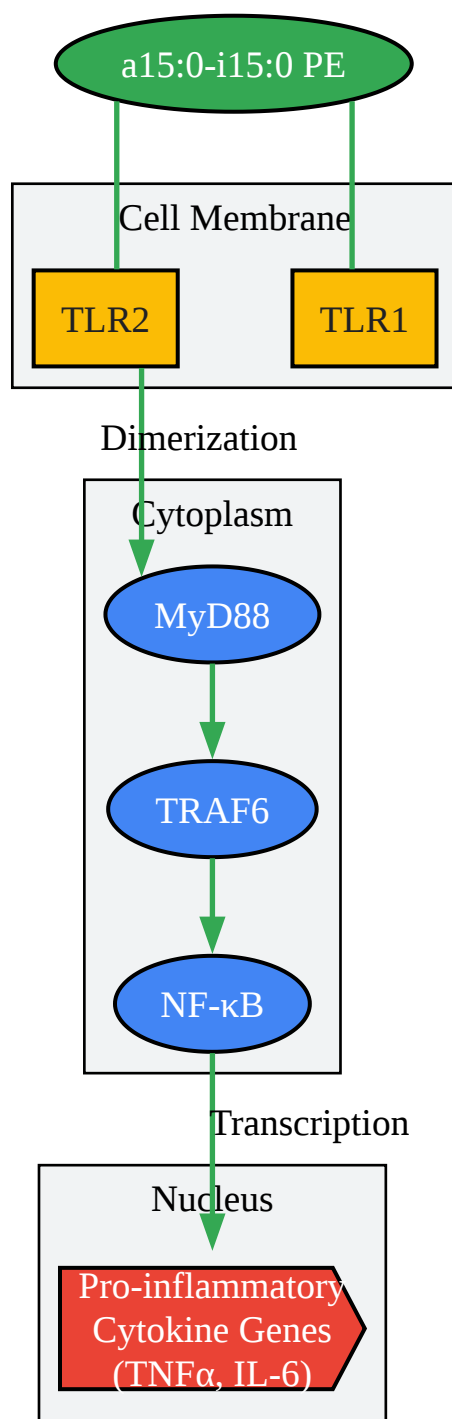 a15:0-i15:0 PE
Cell Membrane
TLR2
TLR1
Dimerization
Cytoplasm
MyD88
TRAF6
NF-κB
Transcription
Nucleus
Pro-inflammatory
Cytokine Genes
(TNFα, IL-6)